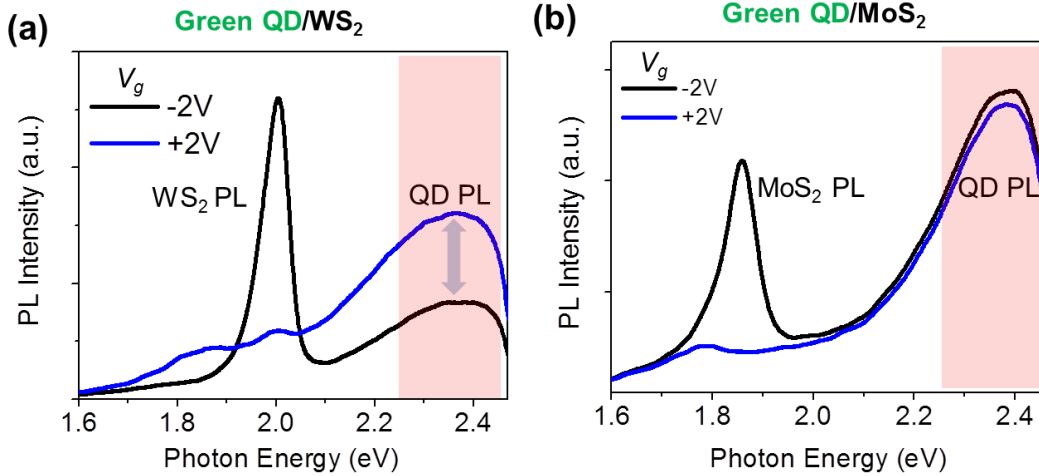 (a)
Green QD/WS₂
V_g
-2V
+2V
WS₂ PL
QD PL
PL Intensity (a.u.)
1.6 1.8 2.0 2.2 2.4
Photon Energy (eV)
(b)
Green QD/MoS₂
V_g
-2V
+2V
MoS₂ PL
QD PL
PL Intensity (a.u.)
1.6 1.8 2.0 2.2 2.4
Photon Energy (eV)